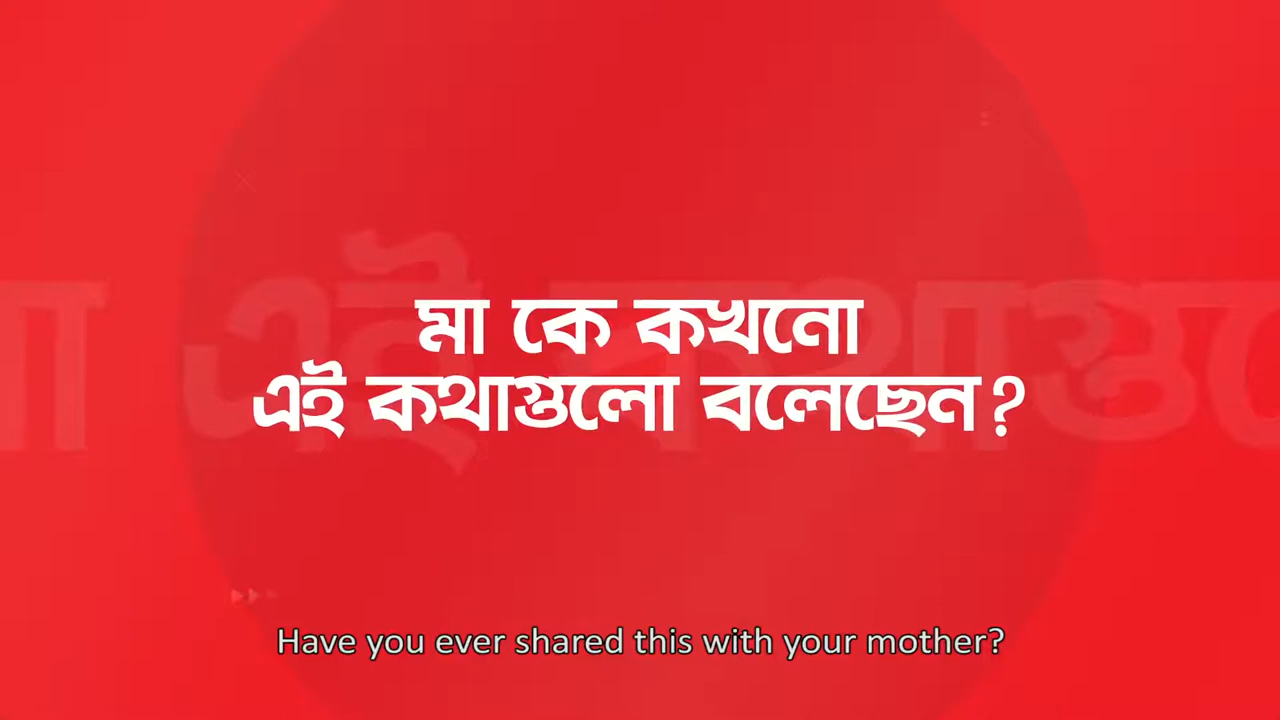 মা কে কখনো
এই কথাগুলো বলেছেন?
Have you ever shared this with your mother?